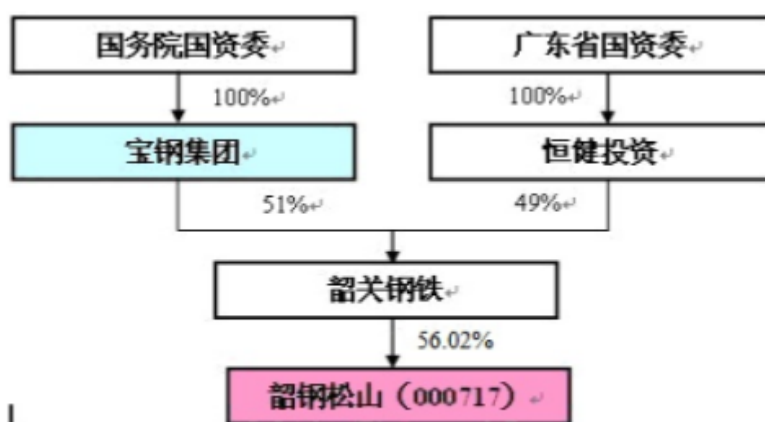 国务院国资委
广东省国资委
100%
100%
宝钢集团
恒健投资
51%
49%
韶关钢铁
56.02%
韶钢松山（000717）